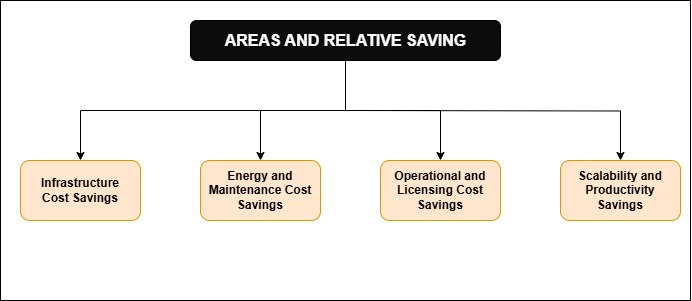 AREAS AND RELATIVE SAVING
Infrastructure
Cost Savings
Energy and
Maintenance Cost
Savings
Operational and
Licensing Cost
Savings
Scalability and
Productivity
Savings